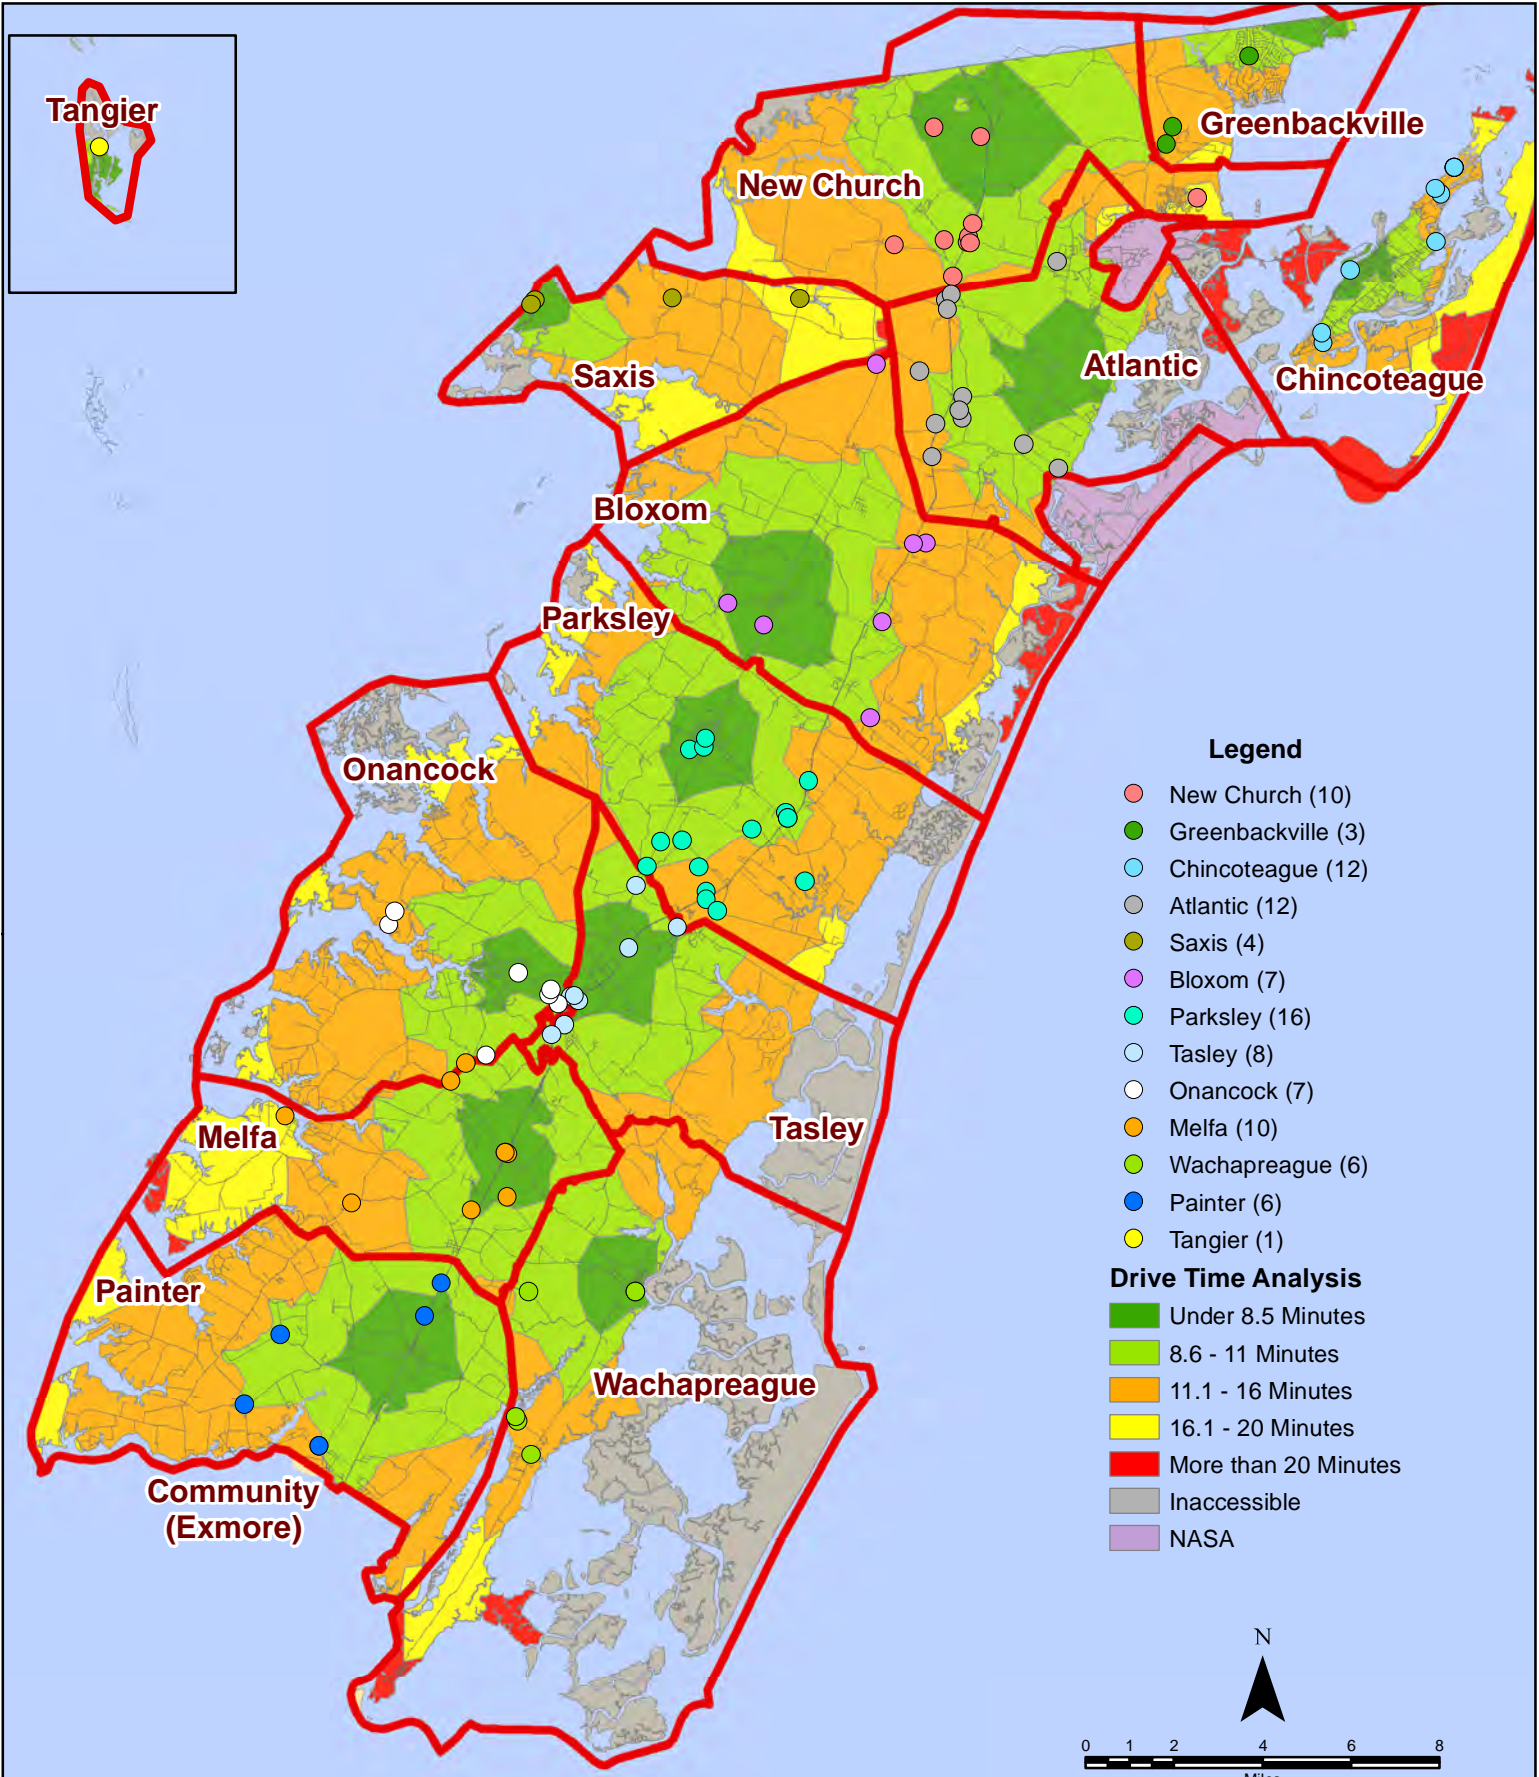 Tangier
Greenbackville
New Church
Atlantic
Chincoteague
Saxis
Bloxom
Parksley
Onancock
Tasley
Melfa
Painter
Wachapreague
Community
(Exmore)
Legend
New Church (10)
Greenbackville (3)
Chincoteague (12)
Atlantic (12)
Saxis (4)
Bloxom (7)
Parksley (16)
Tasley (8)
Onancock (7)
Melfa (10)
Wachapreague (6)
Painter (6)
Tangier (1)
Drive Time Analysis
Under 8.5 Minutes
8.6 - 11 Minutes
11.1 - 16 Minutes
16.1 - 20 Minutes
More than 20 Minutes
Inaccessible
NASA
N
0 1 2 4 6 8
Miles